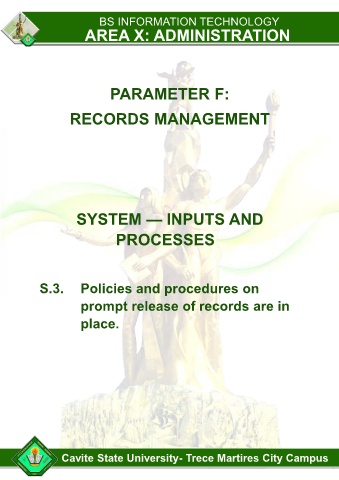 BS INFORMATION TECHNOLOGY
AREA X: ADMINISTRATION
PARAMETER F:
RECORDS MANAGEMENT
SYSTEM — INPUTS AND
PROCESSES
S.3. Policies and procedures on
prompt release of records are in
place.
Cavite State University- Trece Martires City Campus